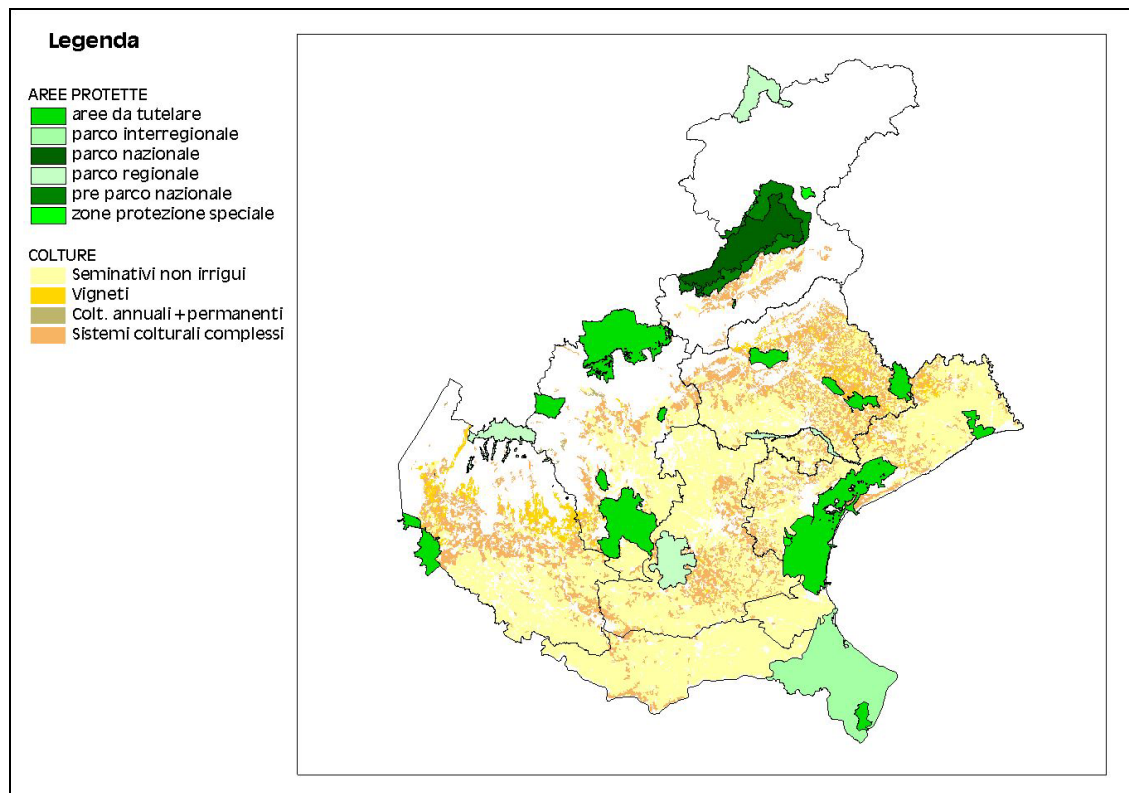 Legenda
AREE PROTETTE
aree da tutelare
parco interregionale
parco nazionale
parco regionale
pre parco nazionale
zone protezione speciale
COLTURE
Seminativi non irrigui
Vigneti
Colt. annuali+permanenti
Sistemi colturali complessi